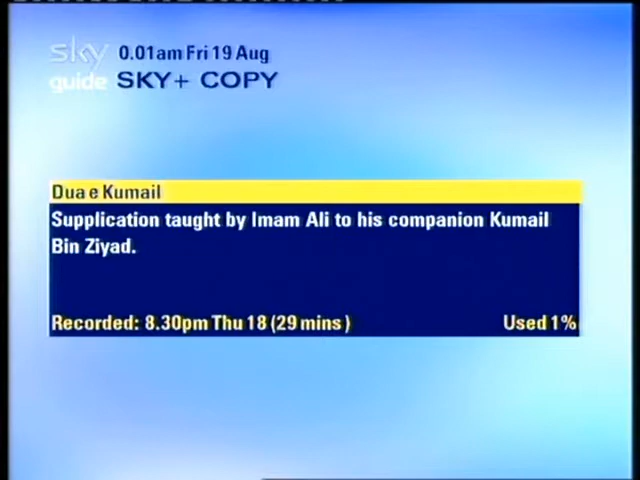 sky 0.01am Fri 19 Aug
guide SKY+ COPY
Dua e Kumail
Supplication taught by Imam Ali to his companion Kumail
Bin Ziyad.
Recorded: 8.30pm Thu 18 (29 mins) Used 1%